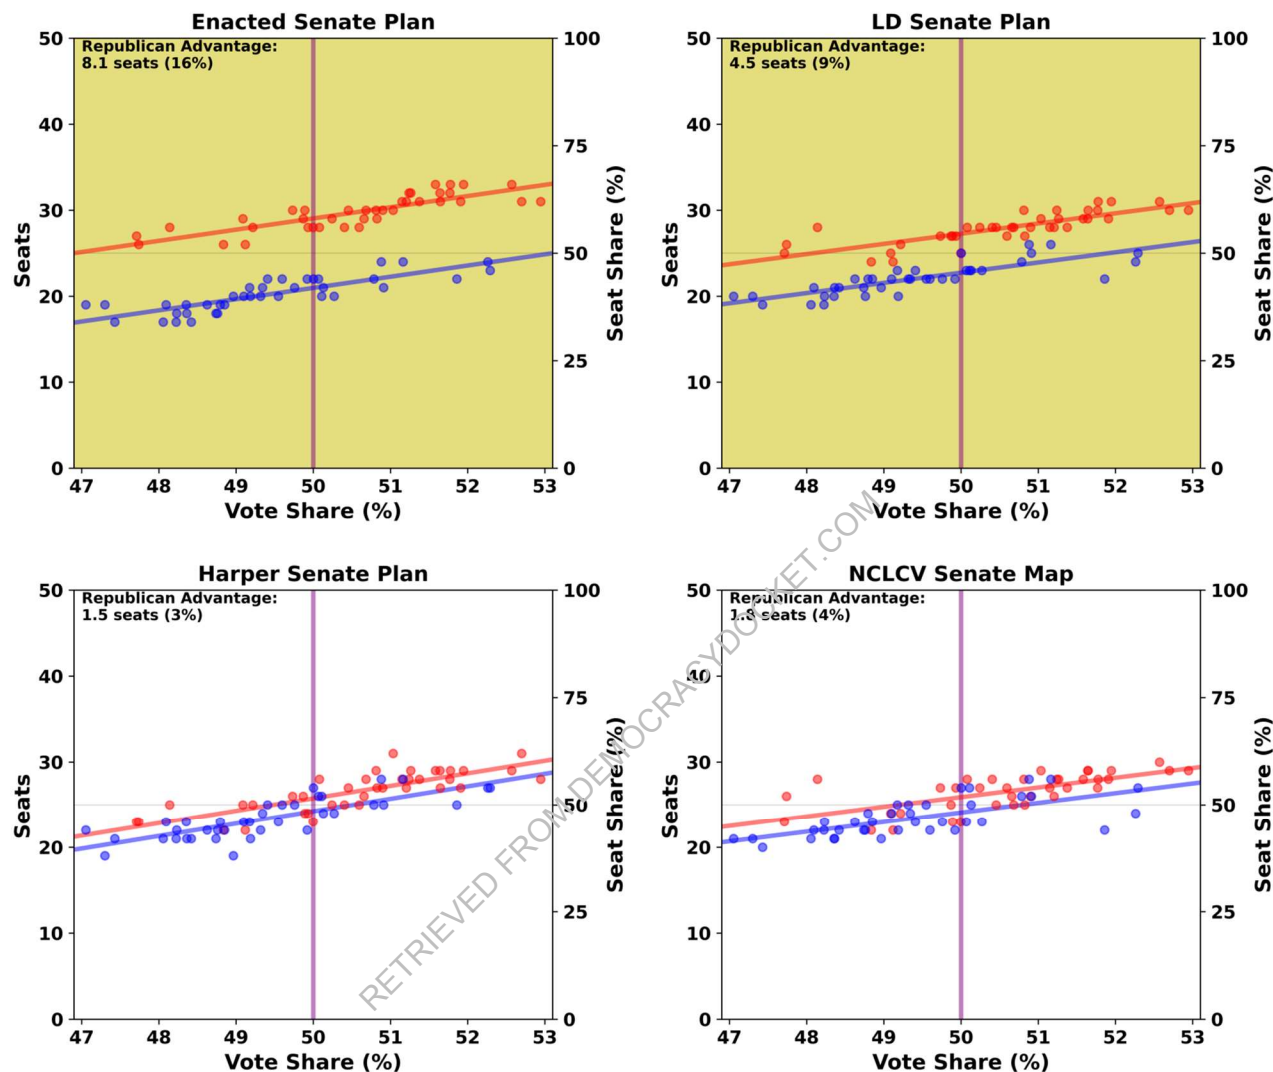 Enacted Senate Plan
Republican Advantage:
8.1 seats (16%)
50
40
30
20
10
0
Seats
100
75
50
25
0
Seat Share (%)
47 48 49 50 51 52 53
Vote Share (%)
LD Senate Plan
Republican Advantage:
4.5 seats (9%)
50
40
30
20
10
0
Seats
100
75
50
25
0
Seat Share (%)
47 48 49 50 51 52 53
Vote Share (%)
Harper Senate Plan
Republican Advantage:
1.5 seats (3%)
50
40
30
20
10
0
Seats
100
75
50
25
0
Seat Share (%)
47 48 49 50 51 52 53
Vote Share (%)
NCLCV Senate Map
Republican Advantage:
1.8 seats (4%)
50
40
30
20
10
0
Seats
100
75
50
25
0
Seat Share (%)
47 48 49 50 51 52 53
Vote Share (%)
RETRIEVED FROM DEMOCRACYDOCKET.COM